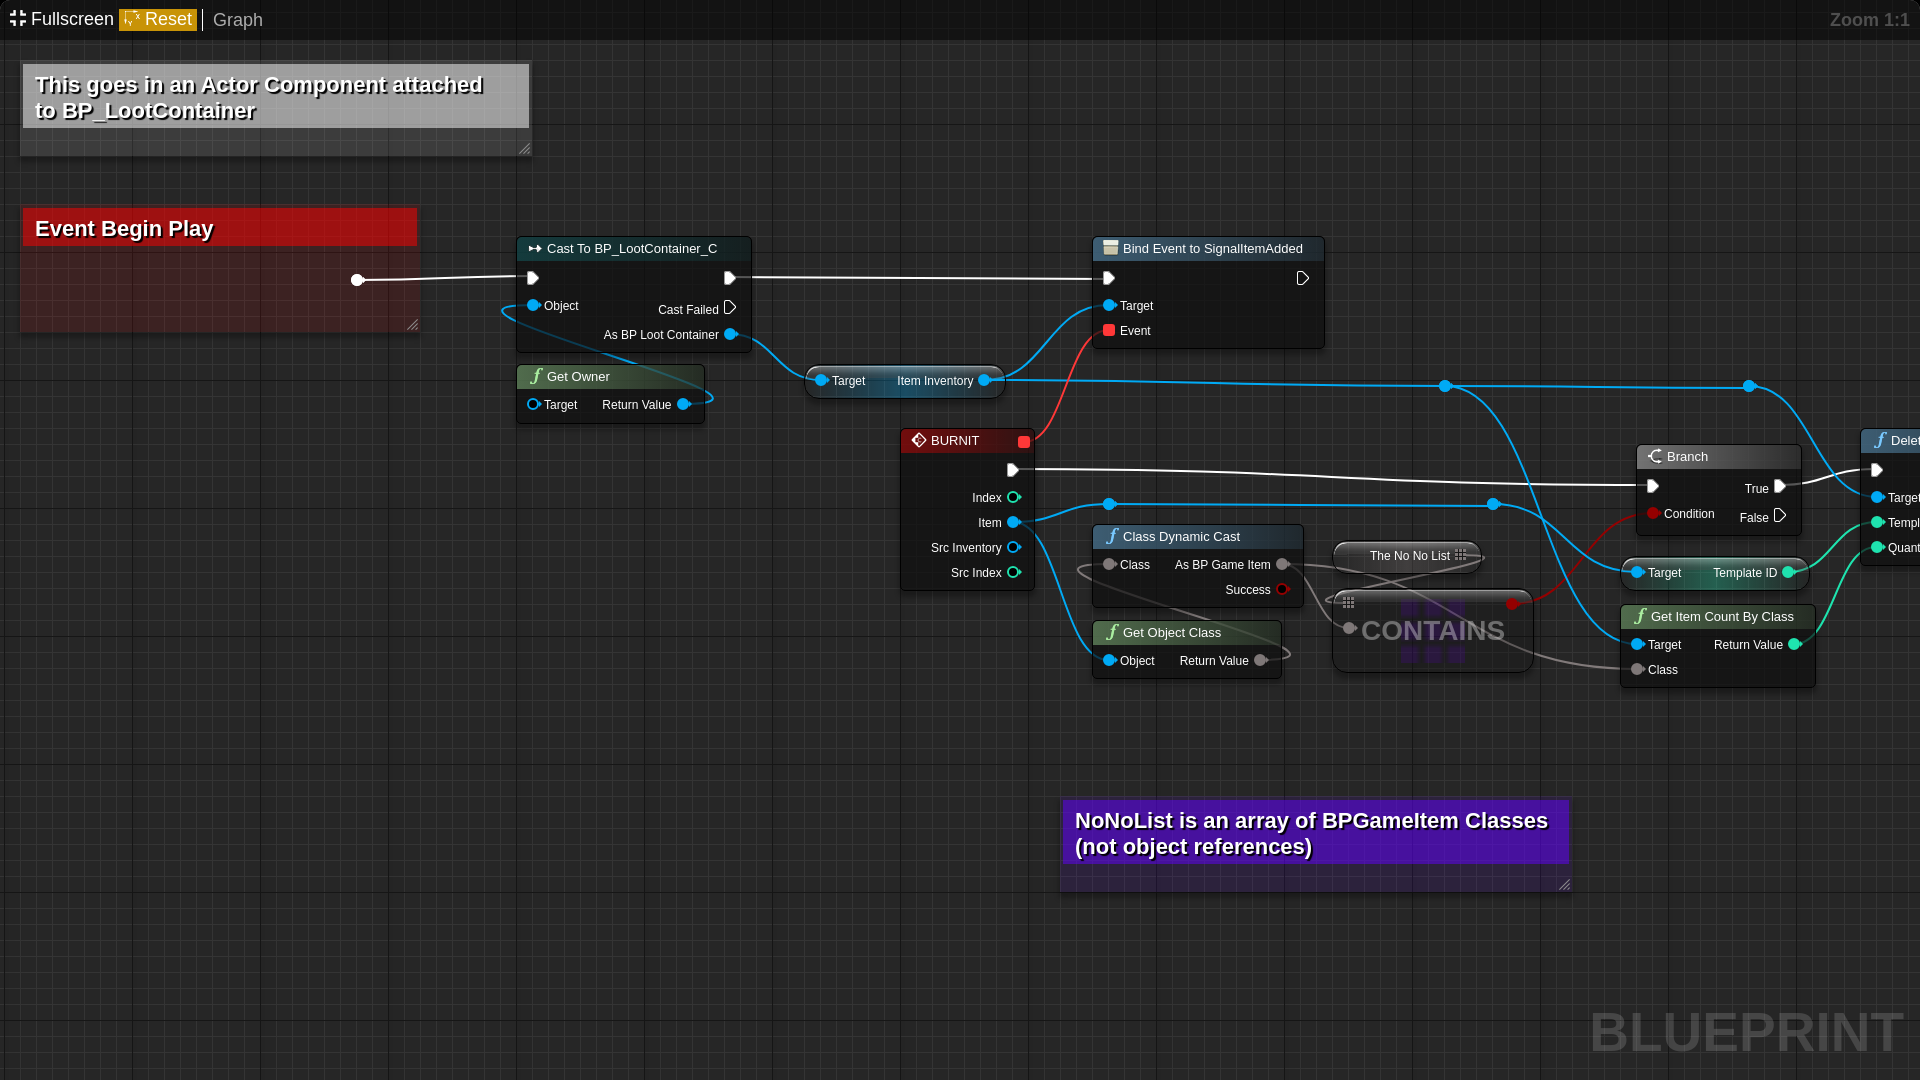 Fullscreen Reset Graph Zoom 1:1
This goes in an Actor Component attached
to BP_LootContainer
Event Begin Play
Cast To BP_LootContainer_C
Object
Cast Failed
As BP Loot Container
Get Owner
Target Return Value
Target Item Inventory
Bind Event to SignalItemAdded
Target
Event
BURNIT
Index
Item
Src Inventory
Src Index
Class Dynamic Cast
Class As BP Game Item
Success
Get Object Class
Object Return Value
The No No List
CONTAINS
Branch
True
Condition
False
Target Template ID
Get Item Count By Class
Target Return Value
Class
Delet
Target
Templ
Quant
NoNoList is an array of BPGameItem Classes
(not object references)
BLUEPRINT